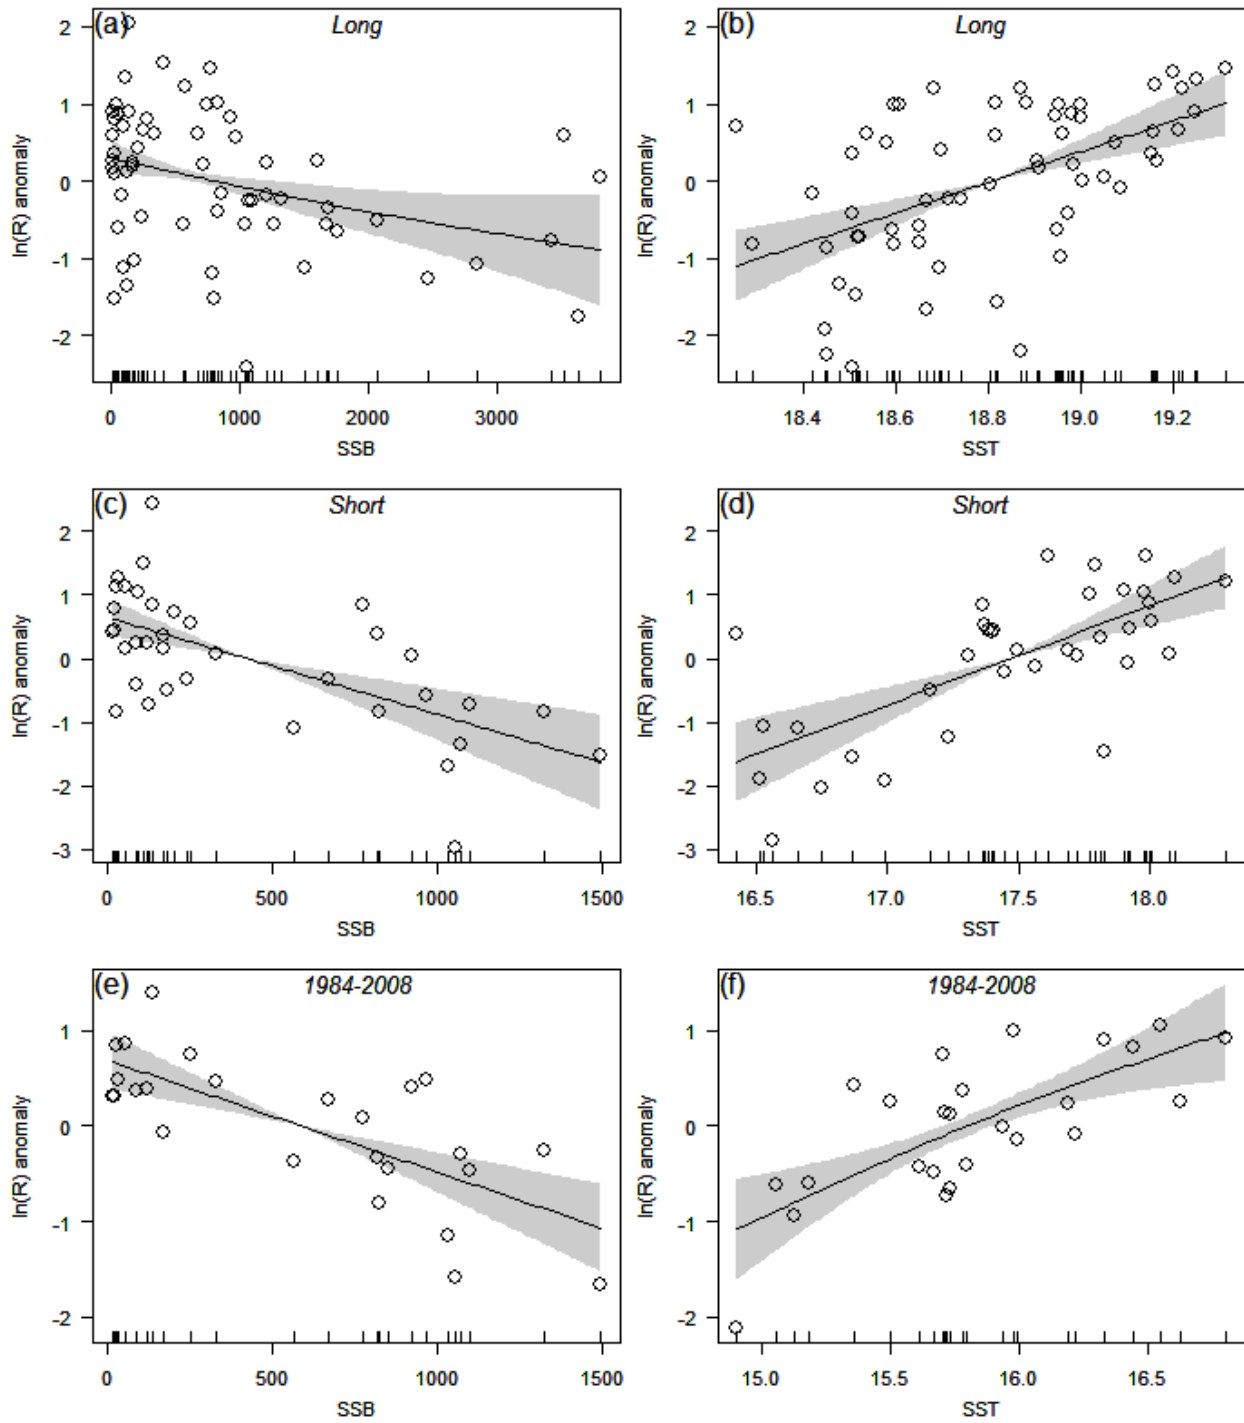 (a) Long
2
1
0
-1
-2
ln(R) anomaly
0 1000 2000 3000
SSB
(b) Long
2
1
0
-1
-2
ln(R) anomaly
18.4 18.6 18.8 19.0 19.2
SST
(c) Short
2
1
0
-1
-2
-3
ln(R) anomaly
0 500 1000 1500
SSB
(d) Short
2
1
0
-1
-2
-3
ln(R) anomaly
16.5 17.0 17.5 18.0
SST
(e) 1984-2008
1
0
-1
-2
ln(R) anomaly
0 500 1000 1500
SSB
(f) 1984-2008
1
0
-1
-2
ln(R) anomaly
15.0 15.5 16.0 16.5
SST